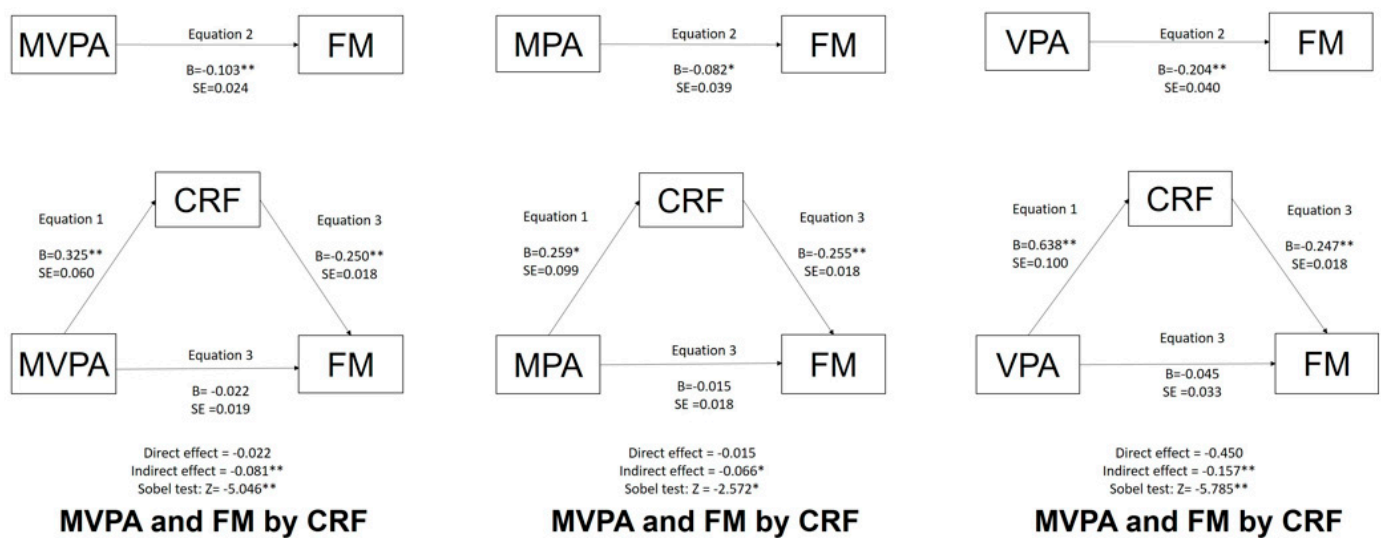 MVPA
Equation 2
FM
B=-0.103**
SE=0.024
CRF
Equation 1
Equation 3
B=0.325**
SE=0.060
B=-0.250**
SE=0.018
MVPA
Equation 3
FM
B= -0.022
SE =0.019
Direct effect = -0.022
Indirect effect = -0.081**
Sobel test: Z= -5.046**
MVPA and FM by CRF
MPA
Equation 2
FM
B=-0.082*
SE=0.039
CRF
Equation 1
Equation 3
B=0.259*
SE=0.099
B=-0.255**
SE=0.018
MPA
Equation 3
FM
B=-0.015
SE =0.018
Direct effect = -0.015
Indirect effect = -0.066*
Sobel test: Z = -2.572*
MVPA and FM by CRF
VPA
Equation 2
FM
B=-0.204**
SE=0.040
CRF
Equation 1
Equation 3
B=0.638**
SE=0.100
B=-0.247**
SE=0.018
VPA
Equation 3
FM
B=-0.045
SE =0.033
Direct effect = -0.450
Indirect effect = -0.157**
Sobel test: Z= -5.785**
MVPA and FM by CRF